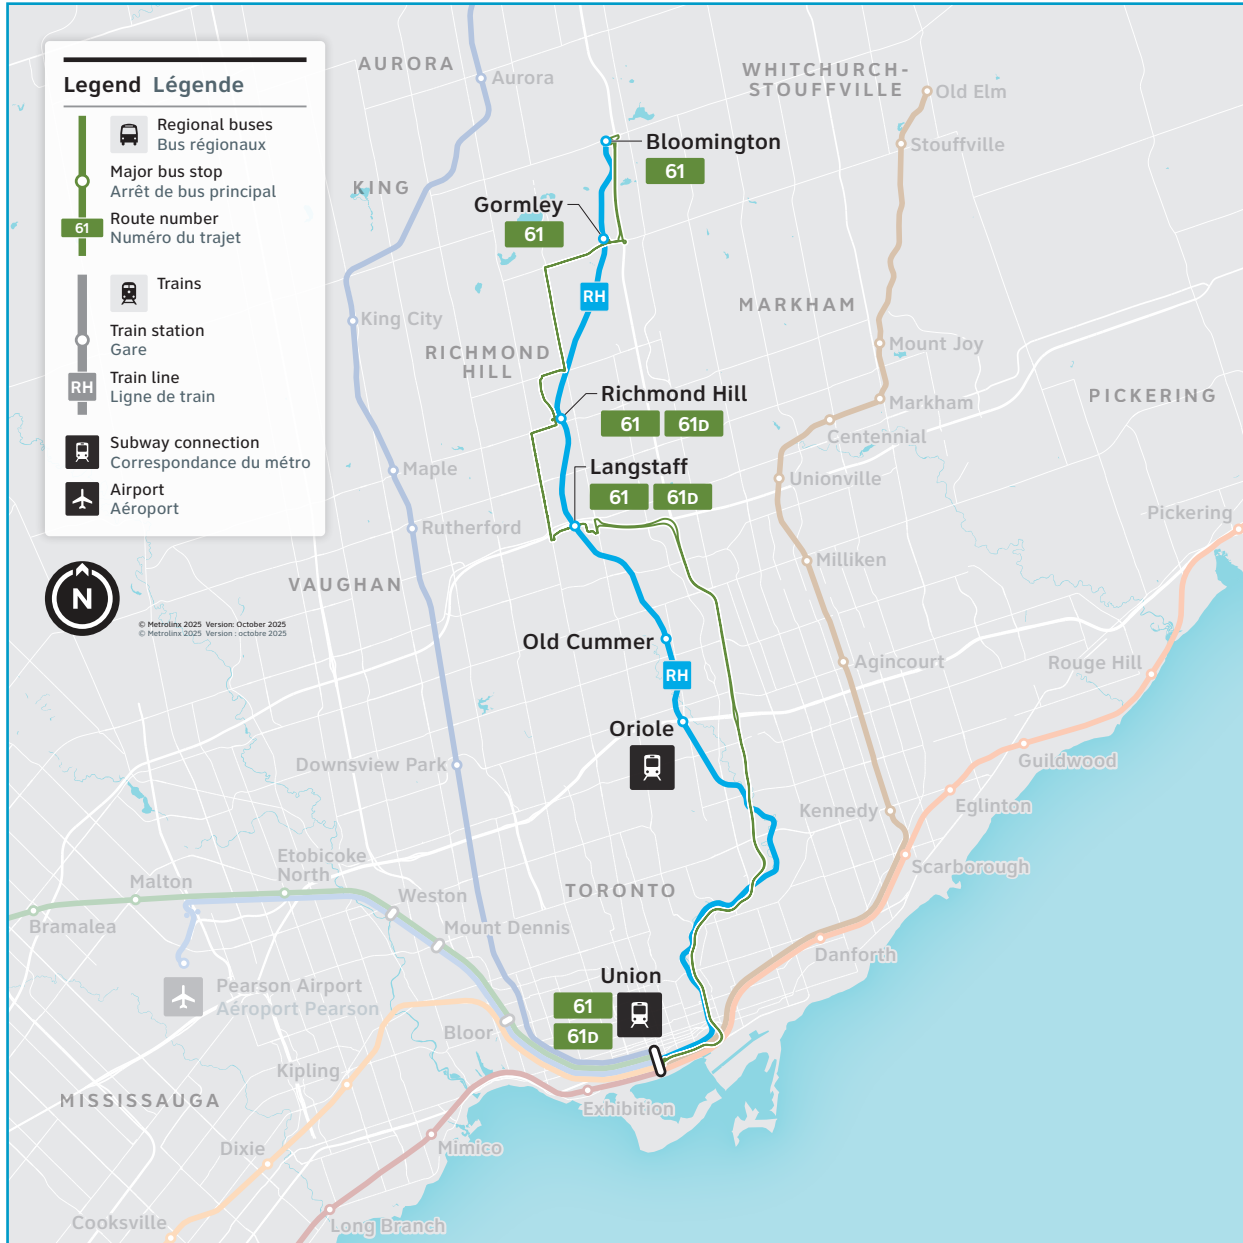 Legend Légende
Regional buses
Bus régionaux
Major bus stop
Arrêt de bus principal
61
Route number
Numéro du trajet
Trains
Train station
Gare
RH
Train line
Ligne de train
Subway connection
Correspondance du métro
Airport
Aéroport
N
© Metrolinx 2025 Version: October 2025
© Metrolinx 2025 Version : octobre 2025
AURORA
Aurora
WHITCHURCH-
STOUFFVILLE
Old Elm
Stouffville
Bloomington
61
KING
Gormley
61
RH
MARKHAM
King City
RICHMOND
HILL
Mount Joy
Richmond Hill
61 61D
Markham
PICKERING
Centennial
Langstaff
61 61D
Maple
Unionville
Rutherford
Pickering
Milliken
VAUGHAN
Old Cummer
Agincourt
Rouge Hill
RH
Oriole
Downsview Park
Guildwood
Kennedy
Eglinton
Etobicoke
North
Scarborough
Malton
Weston
TORONTO
Bramalea
Mount Dennis
Danforth
Union
61
61D
Pearson Airport
Aéroport Pearson
Bloor
Kipling
MISSISSAUGA
Exhibition
Dixie
Mimico
Cooksville
Long Branch